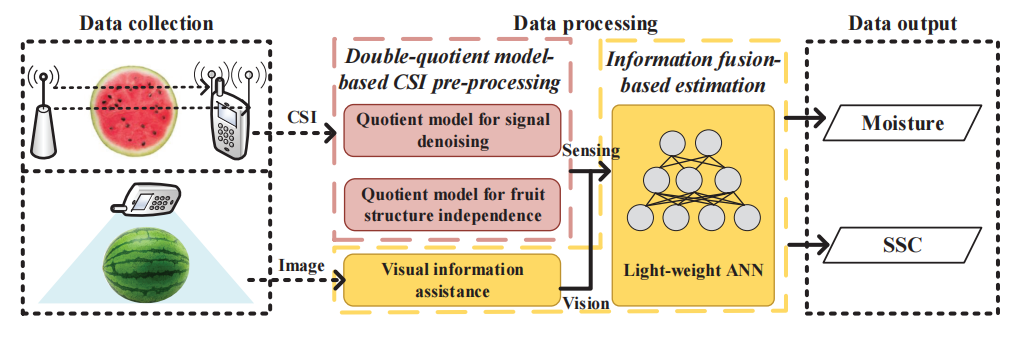 Data collection
Data processing
Data output
Double-quotient model-
based CSI pre-processing
Information fusion-
based estimation
CSI
Quotient model for signal
denoising
Sensing
Quotient model for fruit
structure independence
Image
Visual information
assistance
Vision
Light-weight ANN
Moisture
SSC